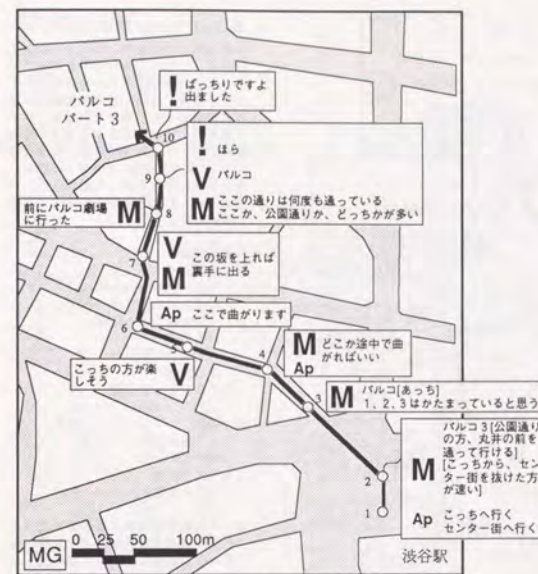 !
ばっちりですよ
出ました
パルコ
パート3
10
!
ほら
9
V
パルコ
M
ここの通りは何度も通っている
ここか、公園通りか、どっちかが多い
前にパルコ劇場
に行った
M
8
V
M
この坂を上れば
裏手に出る
7
Ap
ここで曲がります
6
5
こっちの方が楽
しそう
V
4
M
Ap
どこか途中で曲
がればいい
3
M
パルコ[あっち]
1, 2, 3はかたまっていると思う
M
パルコ3[公園通り
の方、丸井の前を
通って行ける]
[こっちから、セン
ター街を抜けた方
が速い]
2
Ap
こっちへ行く
センター街へ行く
1
MG
0 25 50 100m
渋谷駅